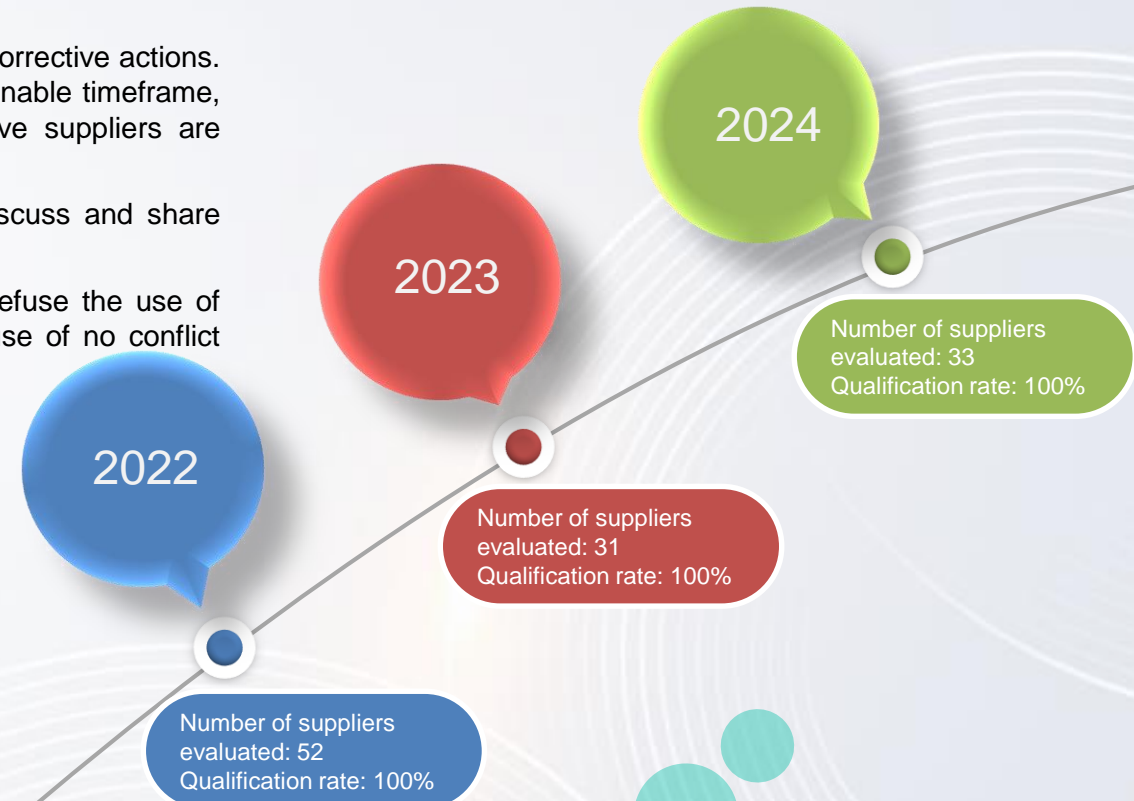 orrective actions.
nable timeframe,
ve suppliers are
scuss and share
efuse the use of
use of no conflict
2022
Number of suppliers
evaluated: 52
Qualification rate: 100%
2023
Number of suppliers
evaluated: 31
Qualification rate: 100%
2024
Number of suppliers
evaluated: 33
Qualification rate: 100%